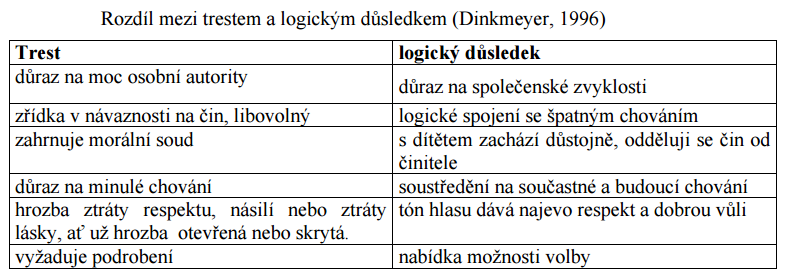 Rozdíl mezi trestem a logickým důsledkem (Dinkmeyer, 1996)
Trest logický důsledek
důraz na moc osobní autority důraz na společenské zvyklosti
zřídka v návaznosti na čin, libovolný logické spojení se špatným chováním
zahrnuje morální soud s dítětem zachází důstojně, odděluji se čin od
činitele
důraz na minulé chování soustředění na součastné a budoucí chování
hrozba ztráty respektu, násilí nebo ztráty tón hlasu dává najevo respekt a dobrou vůli
lásky, ať už hrozba otevřená nebo skrytá.
vyžaduje podrobení nabídka možnosti volby